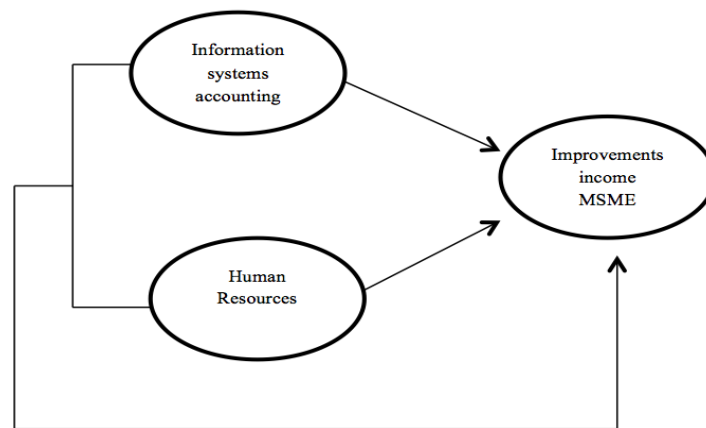 Information
systems
accounting
Improvements
income
MSME
Human
Resources